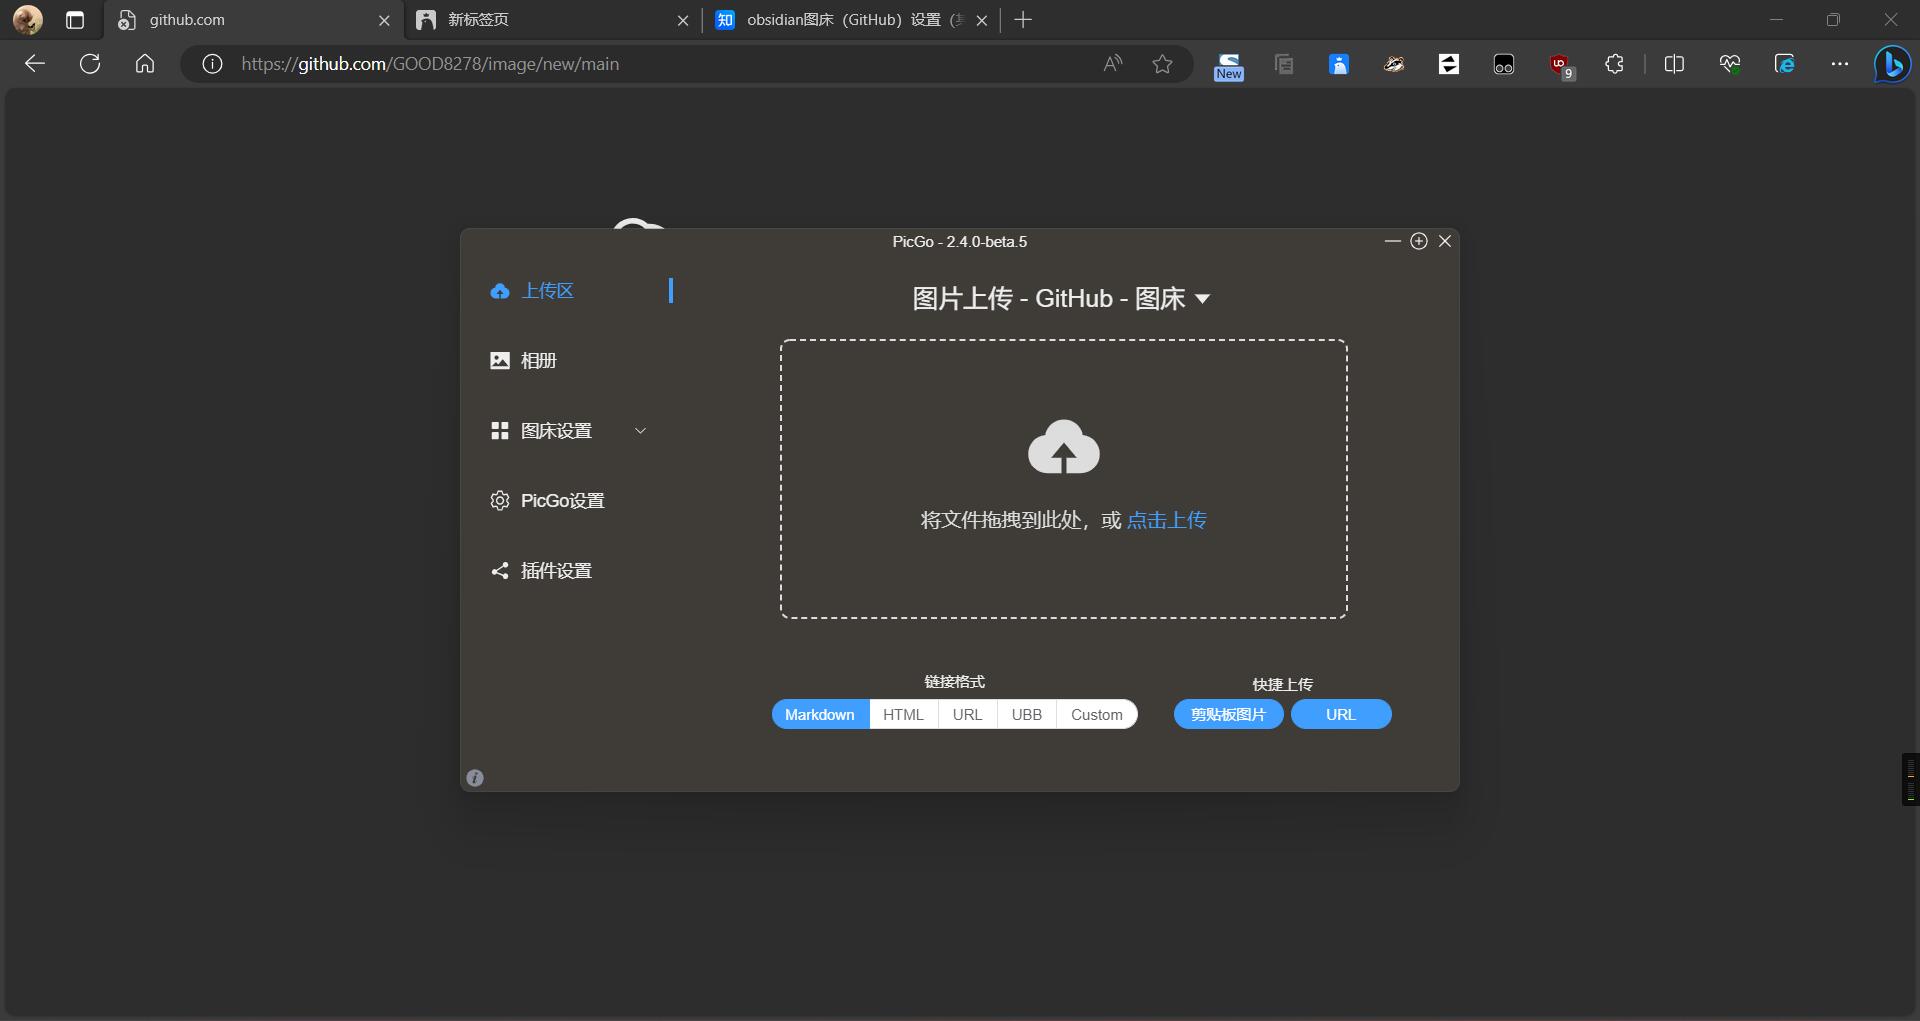 github.com
新标签页
知
obsidian图床（GitHub）设置（
https://github.com/GOOD8278/image/new/main
New
9
PicGo - 2.4.0-beta.5
上传区
相册
图床设置
PicGo设置
插件设置
图片上传 - GitHub - 图床
将文件拖拽到此处，或 点击上传
链接格式
Markdown
HTML
URL
UBB
Custom
快捷上传
剪贴板图片
URL